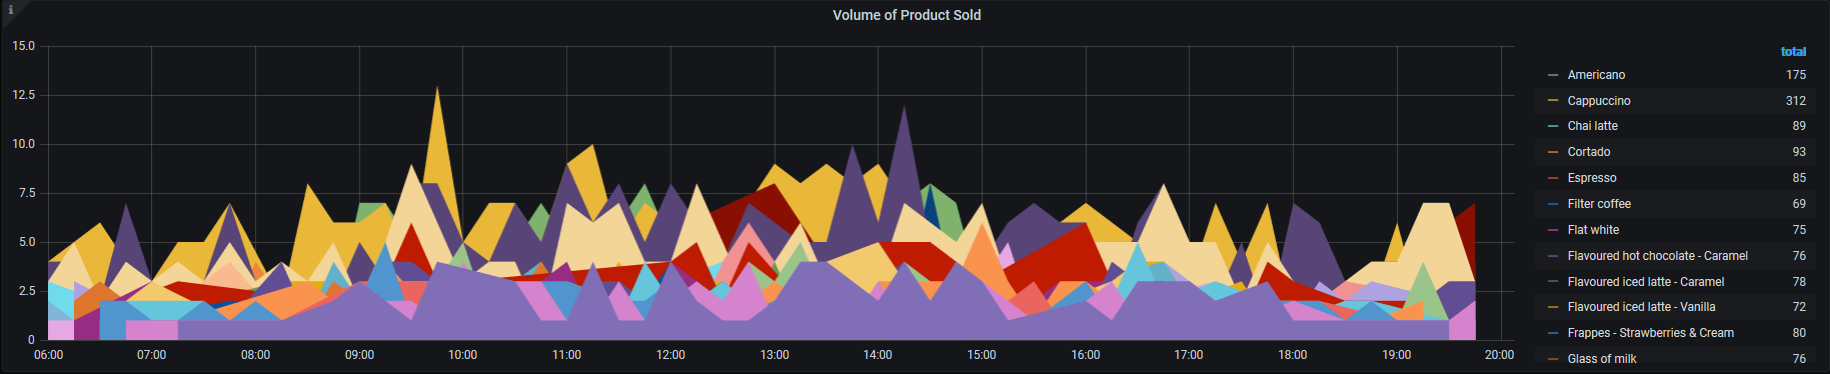 i
Volume of Product Sold
15.0
12.5
10.0
7.5
5.0
2.5
0
06:00 07:00 08:00 09:00 10:00 11:00 12:00 13:00 14:00 15:00 16:00 17:00 18:00 19:00 20:00
total
Americano 175
Cappuccino 312
Chai latte 89
Cortado 93
Espresso 85
Filter coffee 69
Flat white 75
Flavoured hot chocolate - Caramel 76
Flavoured iced latte - Caramel 78
Flavoured iced latte - Vanilla 72
Frappes - Strawberries & Cream 80
Glass of milk 76